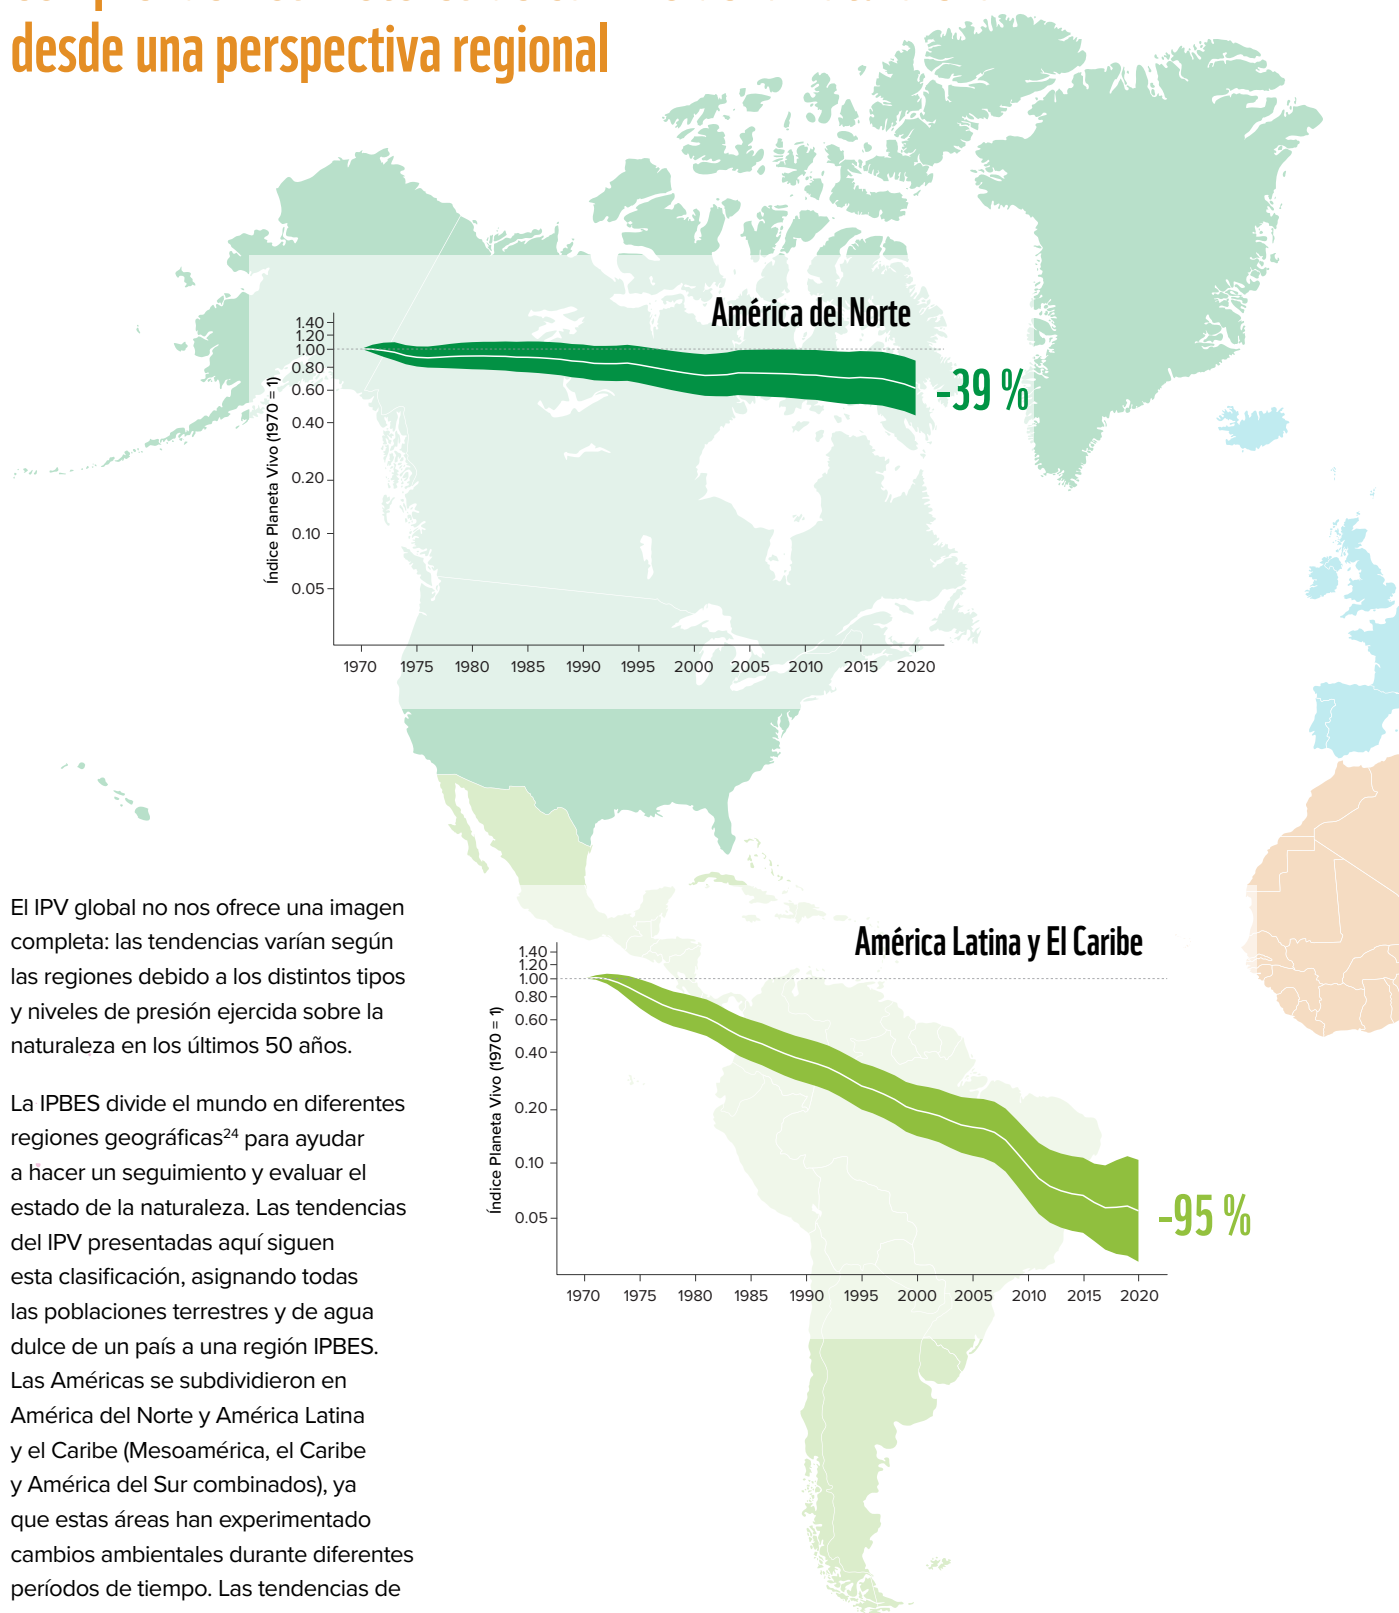 desde una perspectiva regional
América del Norte
1.40
1.20
1.00
0.80
0.60
0.40
0.20
0.10
0.05
Índice Planeta Vivo (1970 = 1)
-39 %
1970 1975 1980 1985 1990 1995 2000 2005 2010 2015 2020
El IPV global no nos ofrece una imagen
completa: las tendencias varían según
las regiones debido a los distintos tipos
y niveles de presión ejercida sobre la
naturaleza en los últimos 50 años.
La IPBES divide el mundo en diferentes
regiones geográficas²⁴ para ayudar
a hacer un seguimiento y evaluar el
estado de la naturaleza. Las tendencias
del IPV presentadas aquí siguen
esta clasificación, asignando todas
las poblaciones terrestres y de agua
dulce de un país a una región IPBES.
Las Américas se subdividieron en
América del Norte y América Latina
y el Caribe (Mesoamérica, el Caribe
y América del Sur combinados), ya
que estas áreas han experimentado
cambios ambientales durante diferentes
períodos de tiempo. Las tendencias de
América Latina y El Caribe
1.40
1.20
1.00
0.80
0.60
0.40
0.20
0.10
0.05
Índice Planeta Vivo (1970 = 1)
-95 %
1970 1975 1980 1985 1990 1995 2000 2005 2010 2015 2020